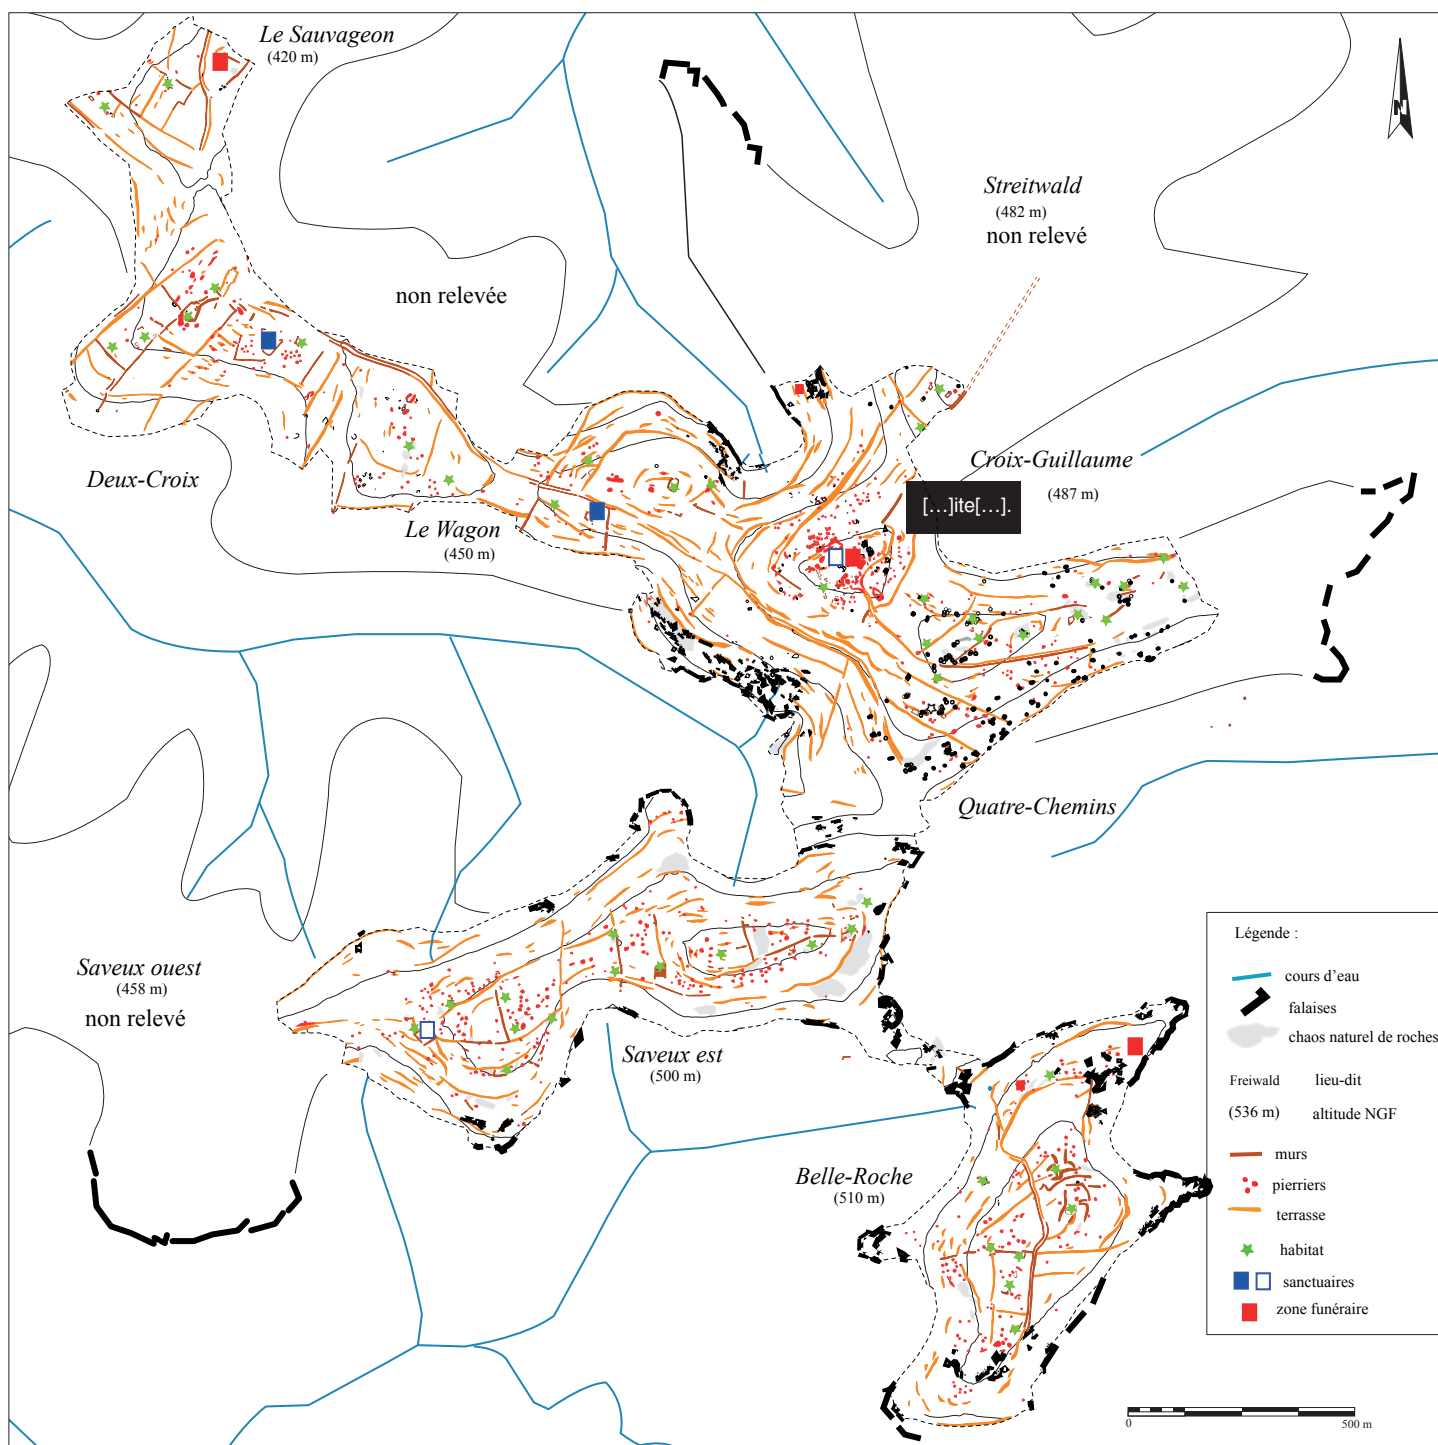 Le Sauvageon
(420 m)
N
Streitwald
(482 m)
non relevé
non relevée
Croix-Guillaume
(487 m)
[...]ite[...].
Deux-Croix
Le Wagon
(450 m)
Quatre-Chemins
Saveux ouest
(458 m)
non relevé
Saveux est
(500 m)
Belle-Roche
(510 m)
Légende :
cours d'eau
falaises
chaos naturel de roches
Freiwald lieu-dit
(536 m) altitude NGF
murs
pierriers
terrasse
habitat
sanctuaires
zone funéraire
0 500 m